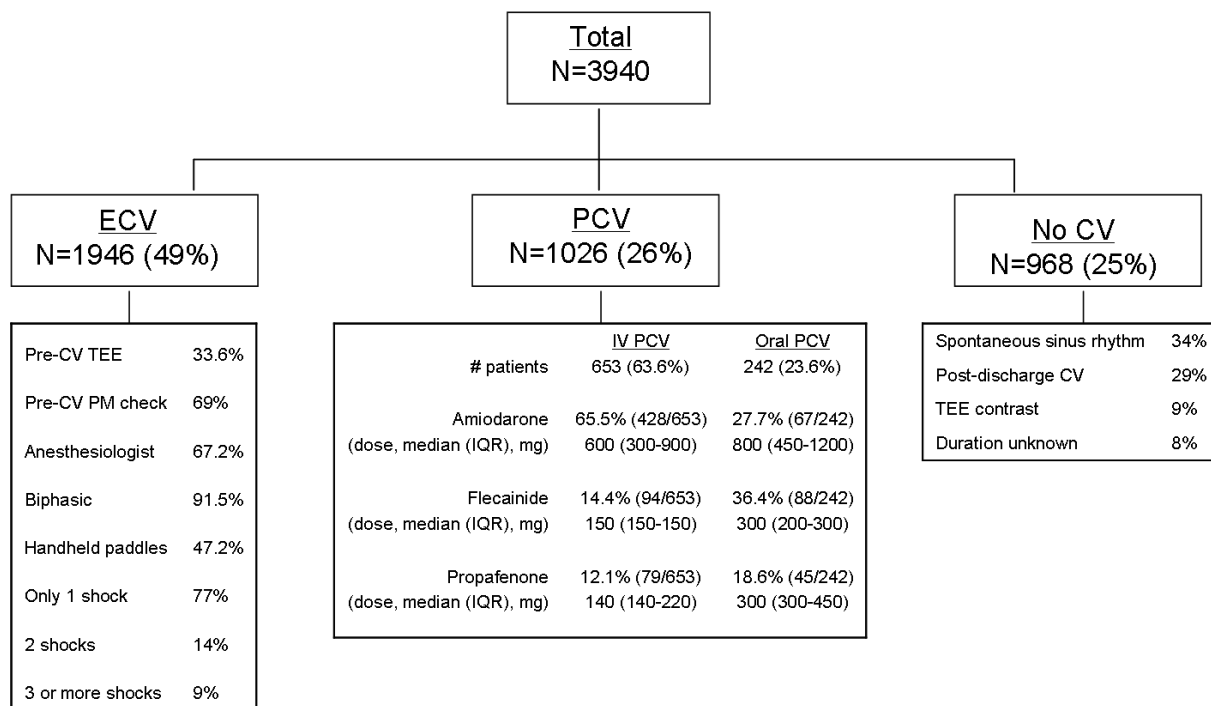 Total
N=3940
ECV
N=1946 (49%)
PCV
N=1026 (26%)
No CV
N=968 (25%)
Pre-CV TEE 33.6%
Pre-CV PM check 69%
Anesthesiologist 67.2%
Biphasic 91.5%
Handheld paddles 47.2%
Only 1 shock 77%
2 shocks 14%
3 or more shocks 9%
IV PCV Oral PCV
# patients 653 (63.6%) 242 (23.6%)
Amiodarone 65.5% (428/653) 27.7% (67/242)
(dose, median (IQR), mg) 600 (300-900) 800 (450-1200)
Flecainide 14.4% (94/653) 36.4% (88/242)
(dose, median (IQR), mg) 150 (150-150) 300 (200-300)
Propafenone 12.1% (79/653) 18.6% (45/242)
(dose, median (IQR), mg) 140 (140-220) 300 (300-450)
Spontaneous sinus rhythm 34%
Post-discharge CV 29%
TEE contrast 9%
Duration unknown 8%